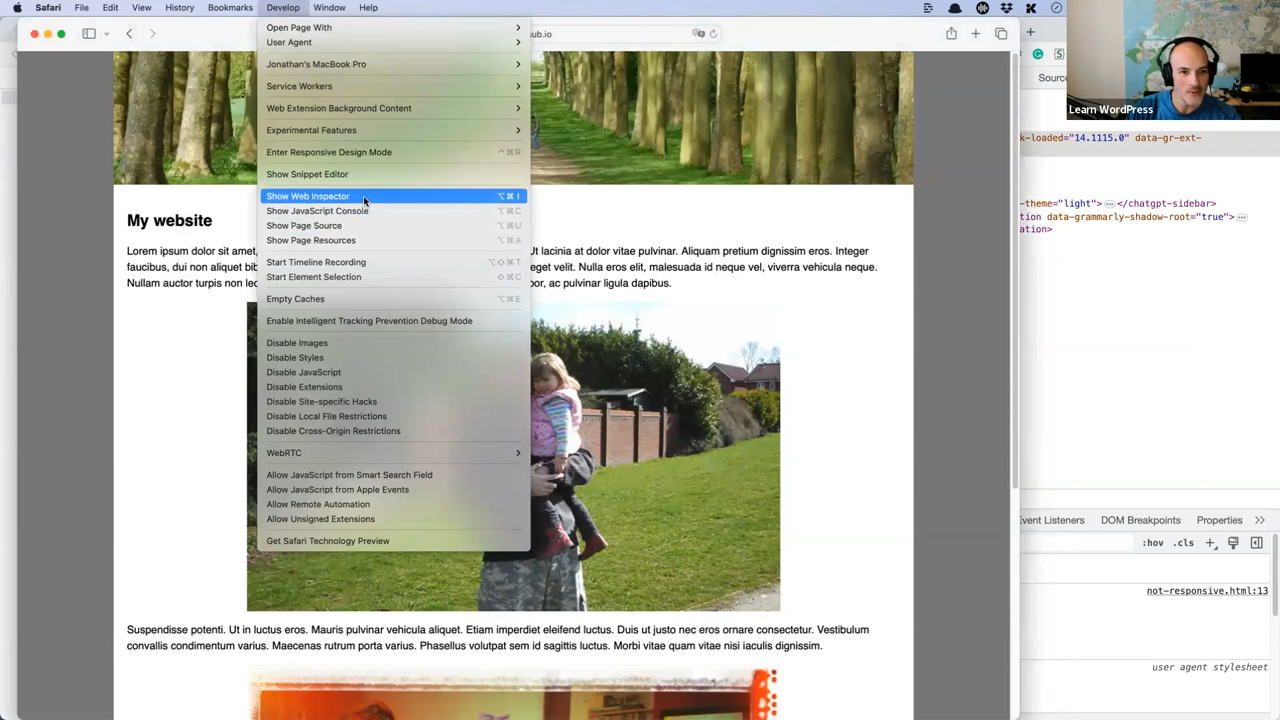 Safari File Edit View History Bookmarks Develop Window Help
Open Page With
User Agent
Jonathan's MacBook Pro
Service Workers
Web Extension Background Content
Experimental Features
Enter Responsive Design Mode ⌃⌘R
Show Snippet Editor
Show Web Inspector ⌥⌘I
Show JavaScript Console ⌥⌘C
Show Page Source ⌥⌘U
Show Page Resources ⌥⌘A
Start Timeline Recording ⌥⇧⌘T
Start Element Selection ⇧⌘C
Empty Caches ⌥⌘E
Enable Intelligent Tracking Prevention Debug Mode
Disable Images
Disable Styles
Disable JavaScript
Disable Extensions
Disable Site-specific Hacks
Disable Local File Restrictions
Disable Cross-Origin Restrictions
WebRTC
Allow JavaScript from Smart Search Field
Allow JavaScript from Apple Events
Allow Remote Automation
Allow Unsigned Extensions
Get Safari Technology Preview
ub.io
My website
Lorem ipsum dolor sit amet, Ut lacinia at dolor vitae pulvinar. Aliquam pretium dignissim eros. Integer
faucibus, dui non aliquet bib eget velit. Nulla eros elit, malesuada id neque vel, viverra vehicula neque.
Nullam auctor turpis non leo por, ac pulvinar ligula dapibus.
Suspendisse potenti. Ut in luctus eros. Mauris pulvinar vehicula aliquet. Etiam imperdiet eleifend luctus. Duis ut justo nec eros ornare consectetur. Vestibulum
convallis condimentum varius. Maecenas rutrum porta varius. Phasellus volutpat sem id sagittis luctus. Morbi vitae quam vitae nisi iaculis dignissim.
Learn WordPress
Source
k-loaded="14.1115.0" data-gr-ext-
-theme="light"> </chatpt-sidebar>
tion data-grammarly-shadow-root="true">
ation>
Event Listeners DOM Breakpoints Properties
:hov .cls
not-responsive.html:13
user agent stylesheet